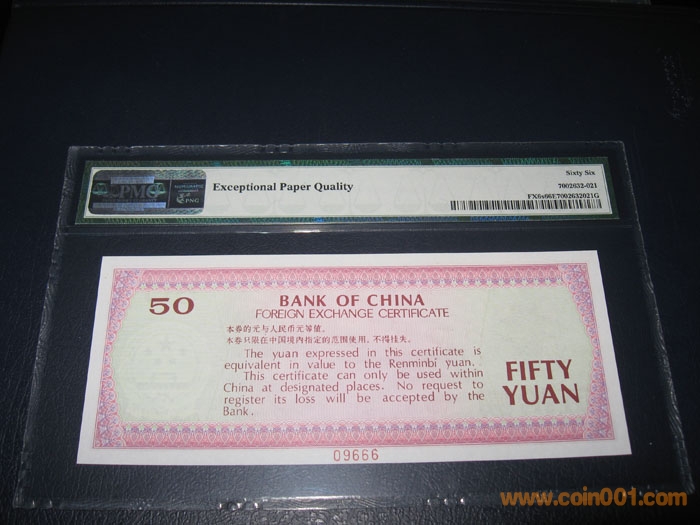 PMG
PNG
Exceptional Paper Quality
Sixty Six
7002632-021
FX6s66E7002632021G
50
BANK OF CHINA
FOREIGN EXCHANGE CERTIFICATE
本券的元与人民币元等值。
本券只限在中国境内指定的范围使用，不得挂失。
The yuan expressed in this certificate is
equivalent in value to the Renminbi yuan.
This certificate can only be used within
China at designated places. No request to
register its loss will be accepted by the
Bank.
FIFTY
YUAN
09666
www.coin001.com